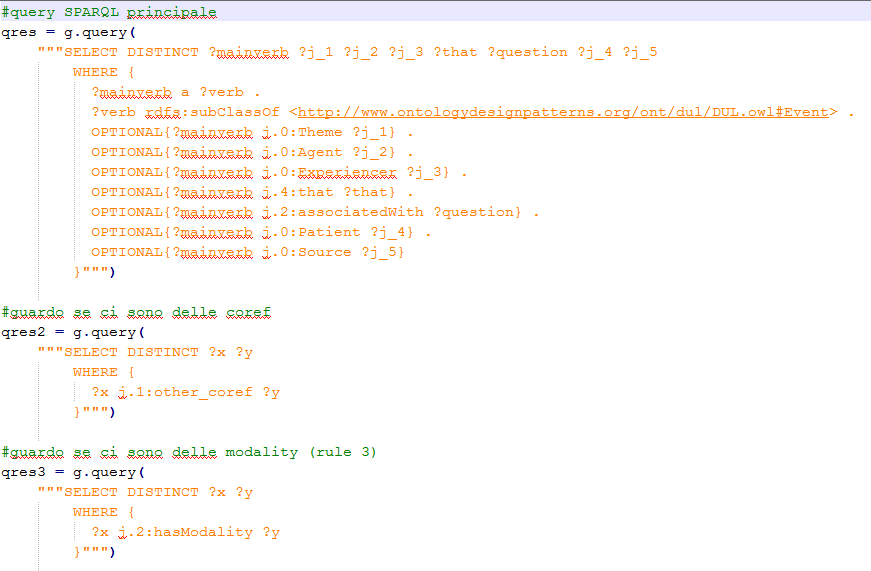 #query SPARQL principale
qres = g.query(
"""SELECT DISTINCT ?mainverb ?j_1 ?j_2 ?j_3 ?that ?question ?j_4 ?j_5
WHERE {
?mainverb a ?verb .
?verb rdfs:subClassOf <http://www.ontologydesignpatterns.org/ont/dul/DUL.owl#Event> .
OPTIONAL{?mainverb j.0:Theme ?j_1} .
OPTIONAL{?mainverb j.0:Agent ?j_2} .
OPTIONAL{?mainverb j.0:Experiencer ?j_3} .
OPTIONAL{?mainverb j.4:that ?that} .
OPTIONAL{?mainverb j.2:associatedWith ?question} .
OPTIONAL{?mainverb j.0:Patient ?j_4} .
OPTIONAL{?mainverb j.0:Source ?j_5}
}""")
#guardo se ci sono delle coref
qres2 = g.query(
"""SELECT DISTINCT ?x ?y
WHERE {
?x j.1:other_coref ?y
}""")
#guardo se ci sono delle modality (rule 3)
qres3 = g.query(
"""SELECT DISTINCT ?x ?y
WHERE {
?x j.2:hasModality ?y
}""")